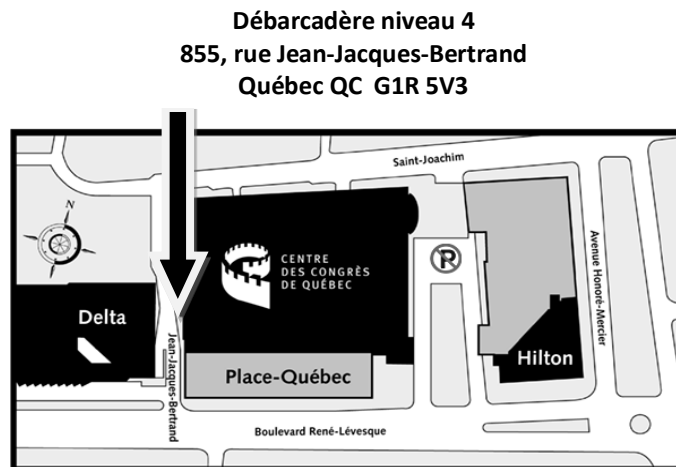 Débarcadère niveau 4
855, rue Jean-Jacques-Bertrand
Québec QC  G1R 5V3
Saint-Joachim
N
CENTRE
DES CONGRÈS
DE QUÉBEC
P
Avenue Honoré-Mercier
Delta
Jean-Jacques-Bertrand
Place-Québec
Hilton
Boulevard René-Lévesque